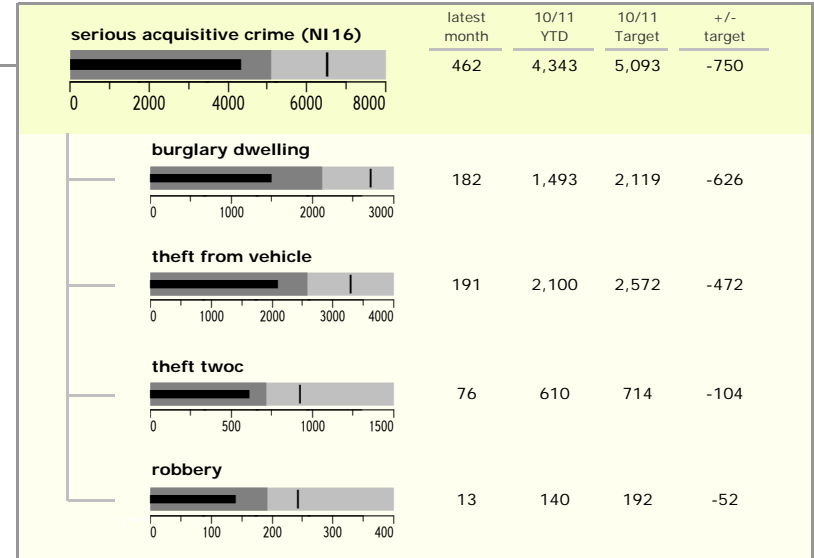 latest 10/11 10/11 +/-
serious acquisitive crime (NI16) month YTD Target target
462 4,343 5,093 -750
0 2000 4000 6000 8000
burglary dwelling
182 1,493 2,119 -626
0 1000 2000 3000
theft from vehicle
191 2,100 2,572 -472
0 1000 2000 3000 4000
theft twoc
76 610 714 -104
0 500 1000 1500
robbery
13 140 192 -52
0 100 200 300 400